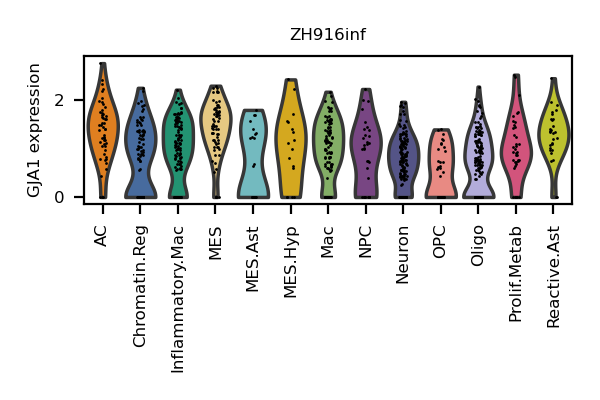 ZH916inf
GJA1 expression
2
0
AC
Chromatin.Reg
Inflammatory.Mac
MES
MES.Ast
MES.Hyp
Mac
NPC
Neuron
OPC
Oligo
Prolif.Metab
Reactive.Ast